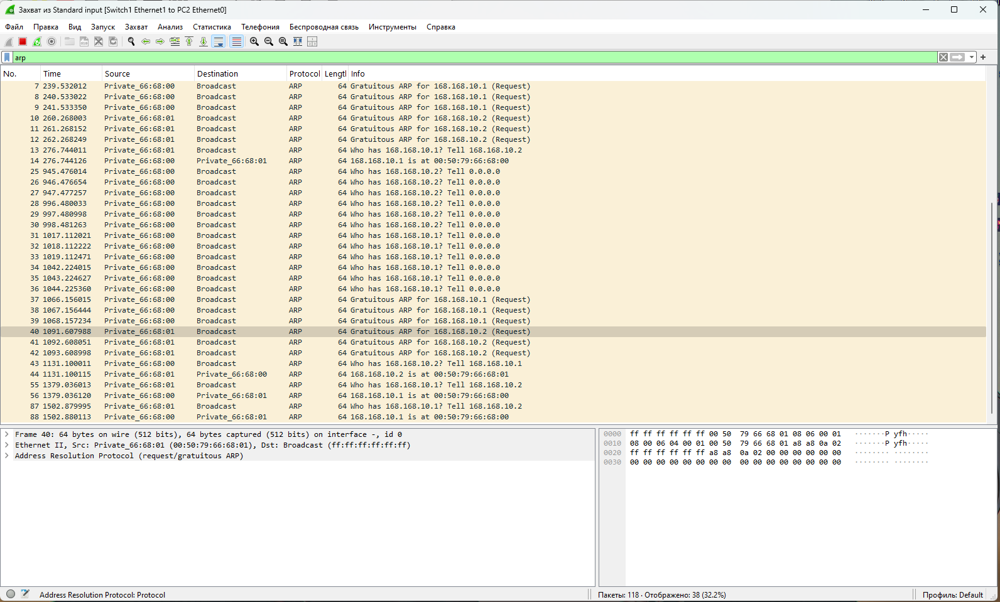 Захват из Standard input [Switch1 Ethernet1 to PC2 Ethernet0]
Файл Правка Вид Запуск Захват Анализ Статистика Телефония Беспроводная связь Инструменты Справка
arp
No. Time Source Destination Protocol Lengtl Info
7 239.532012 Private_66:68:00 Broadcast ARP 64 Gratuitous ARP for 168.168.10.1 (Request)
8 240.533022 Private_66:68:00 Broadcast ARP 64 Gratuitous ARP for 168.168.10.1 (Request)
9 241.533350 Private_66:68:00 Broadcast ARP 64 Gratuitous ARP for 168.168.10.1 (Request)
10 260.268003 Private_66:68:01 Broadcast ARP 64 Gratuitous ARP for 168.168.10.2 (Request)
11 261.268152 Private_66:68:01 Broadcast ARP 64 Gratuitous ARP for 168.168.10.2 (Request)
12 262.268249 Private_66:68:01 Broadcast ARP 64 Gratuitous ARP for 168.168.10.2 (Request)
13 276.744011 Private_66:68:01 Broadcast ARP 64 Who has 168.168.10.1? Tell 168.168.10.2
14 276.744126 Private_66:68:00 Private_66:68:01 ARP 64 168.168.10.1 is at 00:50:79:66:68:00
25 945.476014 Private_66:68:00 Broadcast ARP 64 Who has 168.168.10.2? Tell 0.0.0.0
26 946.476654 Private_66:68:00 Broadcast ARP 64 Who has 168.168.10.2? Tell 0.0.0.0
27 947.477257 Private_66:68:00 Broadcast ARP 64 Who has 168.168.10.2? Tell 0.0.0.0
28 996.480033 Private_66:68:00 Broadcast ARP 64 Who has 168.168.10.2? Tell 0.0.0.0
29 997.480998 Private_66:68:00 Broadcast ARP 64 Who has 168.168.10.2? Tell 0.0.0.0
30 998.481263 Private_66:68:00 Broadcast ARP 64 Who has 168.168.10.2? Tell 0.0.0.0
31 1017.112021 Private_66:68:00 Broadcast ARP 64 Who has 168.168.10.1? Tell 0.0.0.0
32 1018.112222 Private_66:68:00 Broadcast ARP 64 Who has 168.168.10.1? Tell 0.0.0.0
33 1019.112471 Private_66:68:00 Broadcast ARP 64 Who has 168.168.10.1? Tell 0.0.0.0
34 1042.224015 Private_66:68:00 Broadcast ARP 64 Who has 168.168.10.1? Tell 0.0.0.0
35 1043.224627 Private_66:68:00 Broadcast ARP 64 Who has 168.168.10.1? Tell 0.0.0.0
36 1044.225360 Private_66:68:00 Broadcast ARP 64 Who has 168.168.10.1? Tell 0.0.0.0
37 1066.156015 Private_66:68:00 Broadcast ARP 64 Gratuitous ARP for 168.168.10.1 (Request)
38 1067.156444 Private_66:68:00 Broadcast ARP 64 Gratuitous ARP for 168.168.10.1 (Request)
39 1068.157234 Private_66:68:00 Broadcast ARP 64 Gratuitous ARP for 168.168.10.1 (Request)
40 1091.607988 Private_66:68:01 Broadcast ARP 64 Gratuitous ARP for 168.168.10.2 (Request)
41 1092.608051 Private_66:68:01 Broadcast ARP 64 Gratuitous ARP for 168.168.10.2 (Request)
42 1093.608998 Private_66:68:01 Broadcast ARP 64 Gratuitous ARP for 168.168.10.2 (Request)
43 1131.100011 Private_66:68:00 Broadcast ARP 64 Who has 168.168.10.2? Tell 168.168.10.1
44 1131.100115 Private_66:68:01 Private_66:68:00 ARP 64 168.168.10.2 is at 00:50:79:66:68:01
55 1379.036013 Private_66:68:01 Broadcast ARP 64 Who has 168.168.10.1? Tell 168.168.10.2
56 1379.036120 Private_66:68:00 Private_66:68:01 ARP 64 168.168.10.1 is at 00:50:79:66:68:00
87 1502.879995 Private_66:68:01 Broadcast ARP 64 Who has 168.168.10.1? Tell 168.168.10.2
88 1502.880113 Private_66:68:00 Private_66:68:01 ARP 64 168.168.10.1 is at 00:50:79:66:68:00
Frame 40: 64 bytes on wire (512 bits), 64 bytes captured (512 bits) on interface -, id 0
Ethernet II, Src: Private_66:68:01 (00:50:79:66:68:01), Dst: Broadcast (ff:ff:ff:ff:ff:ff)
Address Resolution Protocol (request/gratuitous ARP)
0000 ff ff ff ff ff ff 00 50 79 66 68 01 08 06 00 01 ·······P yfh·····
0010 08 00 06 04 00 01 00 50 79 66 68 01 a8 a8 0a 02 ·······P yfh·····
0020 ff ff ff ff ff ff a8 a8 0a 02 00 00 00 00 00 00 ········ ········
0030 00 00 00 00 00 00 00 00 00 00 00 00 00 00 00 00 ········ ········
Address Resolution Protocol: Protocol
Пакеты: 118 · Отображено: 38 (32.2%)
Профиль: Default